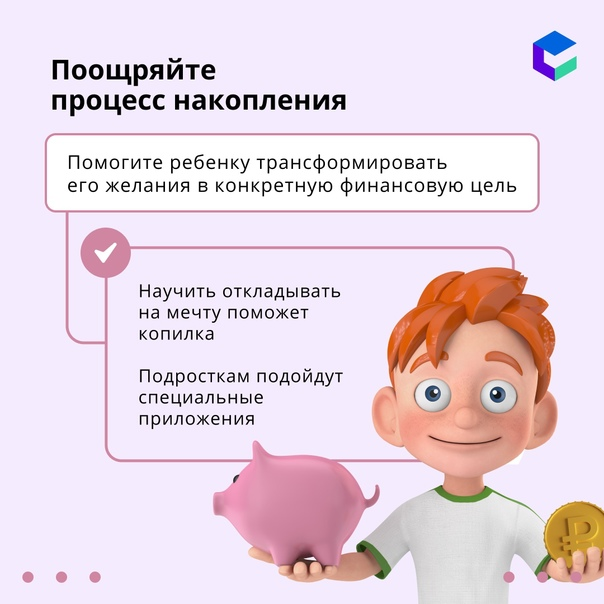 Поощряйте
процесс накопления
Помогите ребенку трансформировать
его желания в конкретную финансовую цель
Научить откладывать
на мечту поможет
копилка
Подросткам подойдут
специальные
приложения
₽